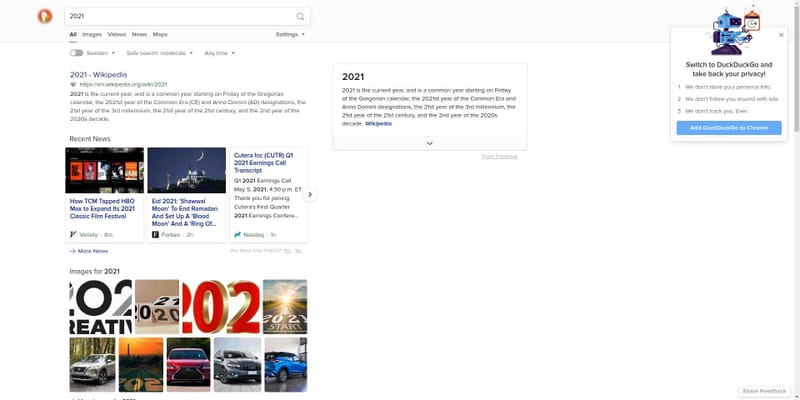 2021
All Images Videos News Maps
Settings
Sweden Safe search: moderate Any time
2021 - Wikipedia
https://en.wikipedia.org/wiki/2021
2021 is the current year, and is a common year starting on Friday of the Gregorian
calendar, the 2021st year of the Common Era (CE) and Anno Domini (AD) designations, the
21st year of the 3rd millennium, the 21st year of the 21st century, and the 2nd year of the
2020s decade.
Recent News
How TCM Tapped HBO
Max to Expand Its 2021
Classic Film Festival
Variety | 8m
Eid 2021: 'Shawwal
Moon' To End Ramadan
And Set Up A 'Blood
Moon' And A 'Ring Of...
Forbes | 2h
Cutera Inc (CUTR) Q1
2021 Earnings Call
Transcript
Q1 2021 Earnings Call
May 5, 2021, 4:30 p.m. ET
Thank you for joining
Cutera's First Quarter
2021 Earnings Confere...
Nasdaq | 1h
More News
Are these links helpful? Yes No
Images for 2021
202
CREATIV
2020
2021
202
2021
START
2021
2021 is the current year, and is a common year starting on Friday
of the Gregorian calendar, the 2021st year of the Common Era and
Anno Domini designations, the 21st year of the 3rd millennium,
the 21st year of the 21st century, and the 2nd year of the 2020s
decade. Wikipedia
Share Feedback
Switch to DuckDuckGo and
take back your privacy!
1 We don't store your personal info.
2 We don't follow you around with ads.
3 We don't track you. Ever.
Add DuckDuckGo to Chrome
Share Feedback